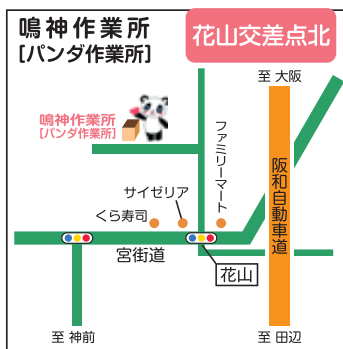 鳴神作業所
[パンダ作業所]
花山交差点北
至 大阪
鳴神作業所
[パンダ作業所]
ファミリーマート
阪和自動車道
サイゼリア
くら寿司
宮街道
花山
至 神前
至 田辺